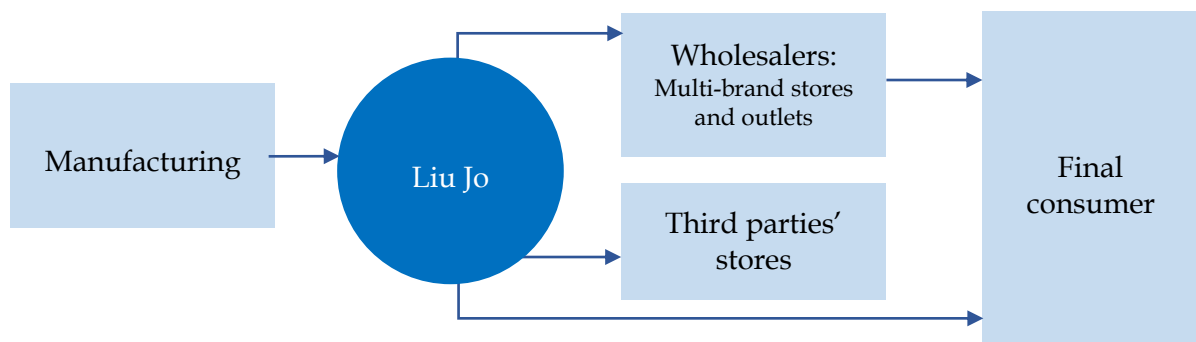 Manufacturing
Liu Jo
Wholesalers:
Multi-brand stores
and outlets
Third parties’
stores
Final
consumer